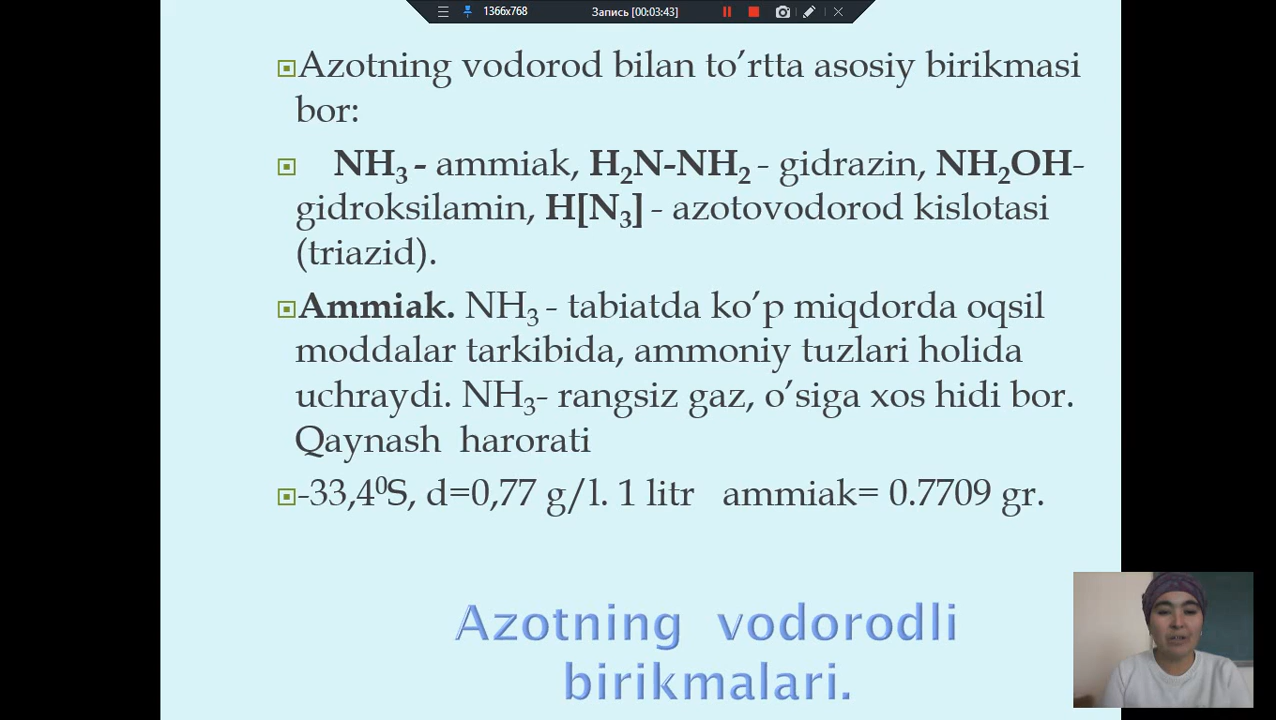 1366x768 Запись [00:03:43]
Azotning vodorod bilan to’rtta asosiy birikmasi
bor:
NH₃ - ammiak, H₂N-NH₂ - gidrazin, NH₂OH-
gidroksilamin, H[N₃] - azotovodorod kislotasi
(triazid).
Ammiak. NH₃ - tabiatda ko’p miqdorda oqsil
moddalar tarkibida, ammoniy tuzlari holida
uchraydi. NH₃- rangsiz gaz, o’siga xos hidi bor.
Qaynash harorati
-33,4⁰S, d=0,77 g/l. 1 litr ammiak= 0.7709 gr.
Azotning vodorodli
birikmalari.